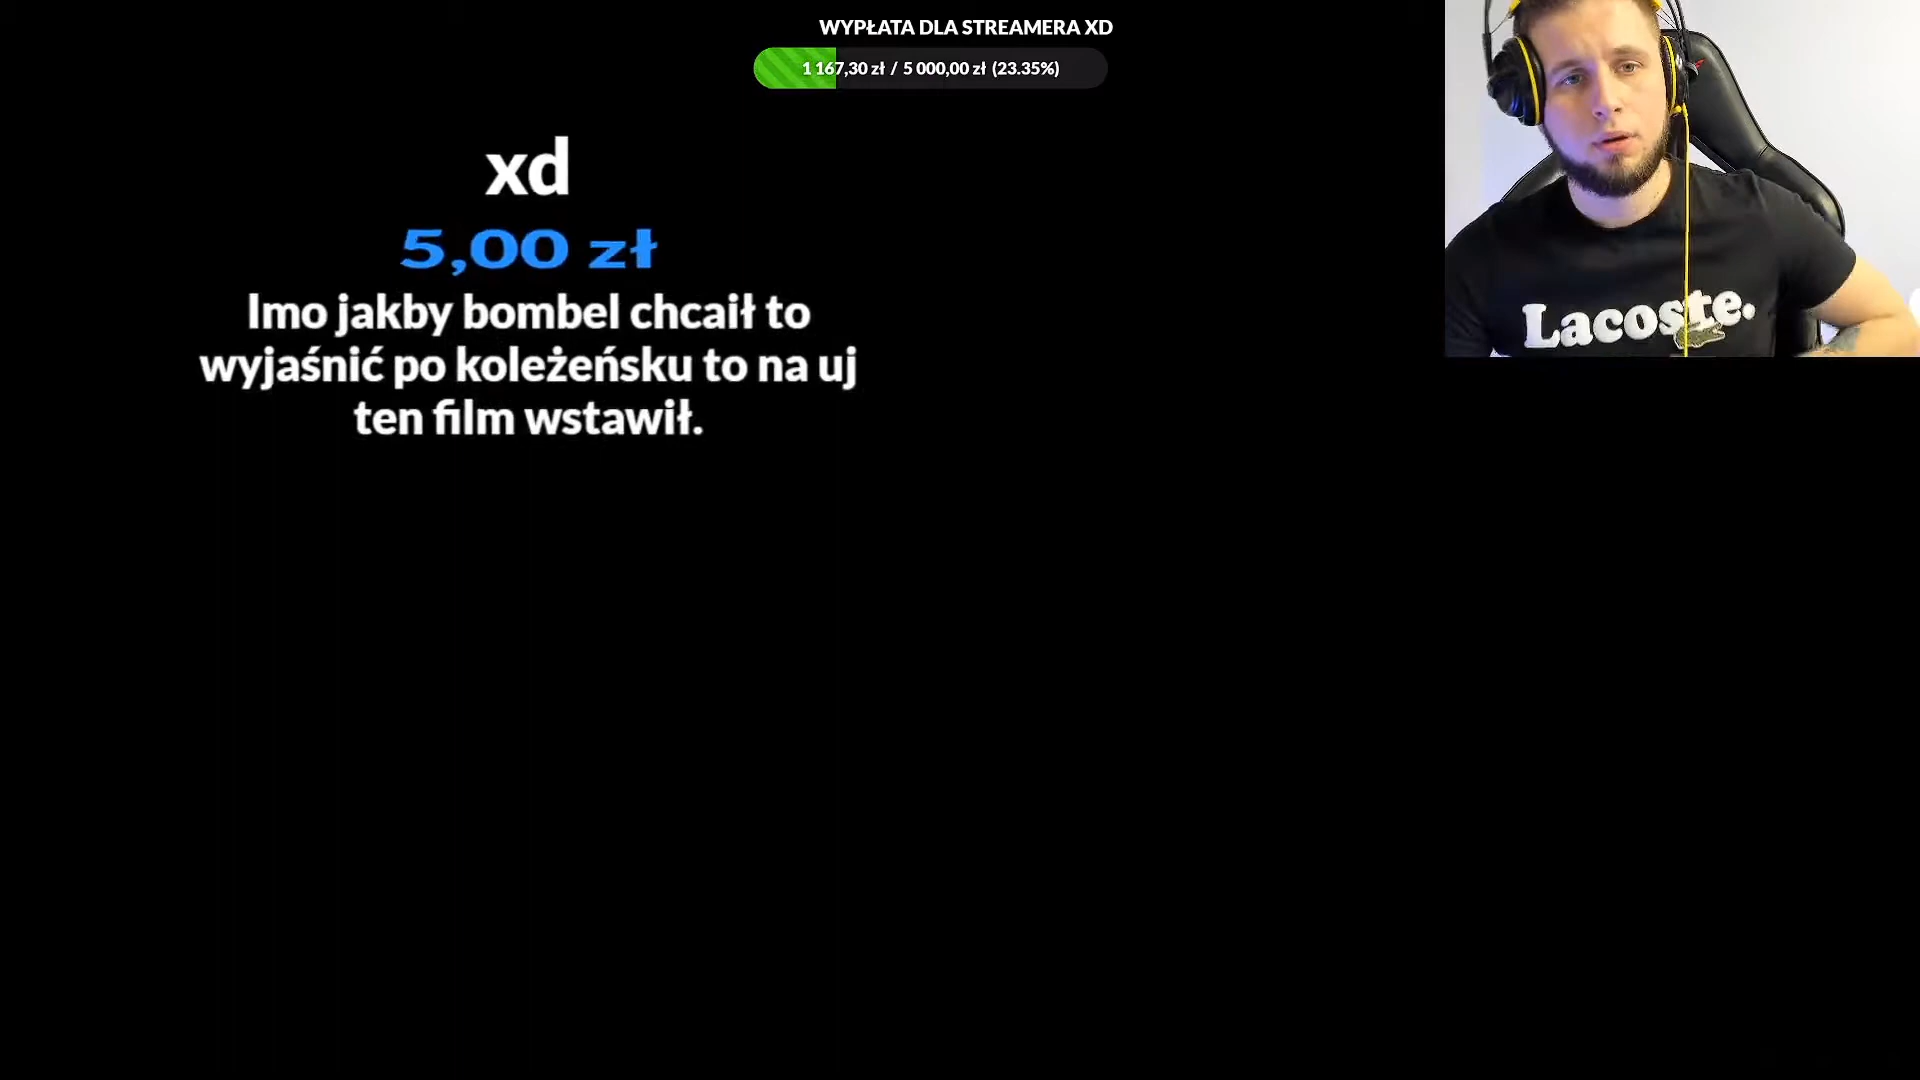 WYPŁATA DLA STREAMERA XD
1 167,30 zł / 5 000,00 zł (23.35%)
xd
5,00 zł
Imo jakby bombel chcaił to
wyjaśnić po koleżeńsku to na uj
ten film wstawił.
Lacoste.